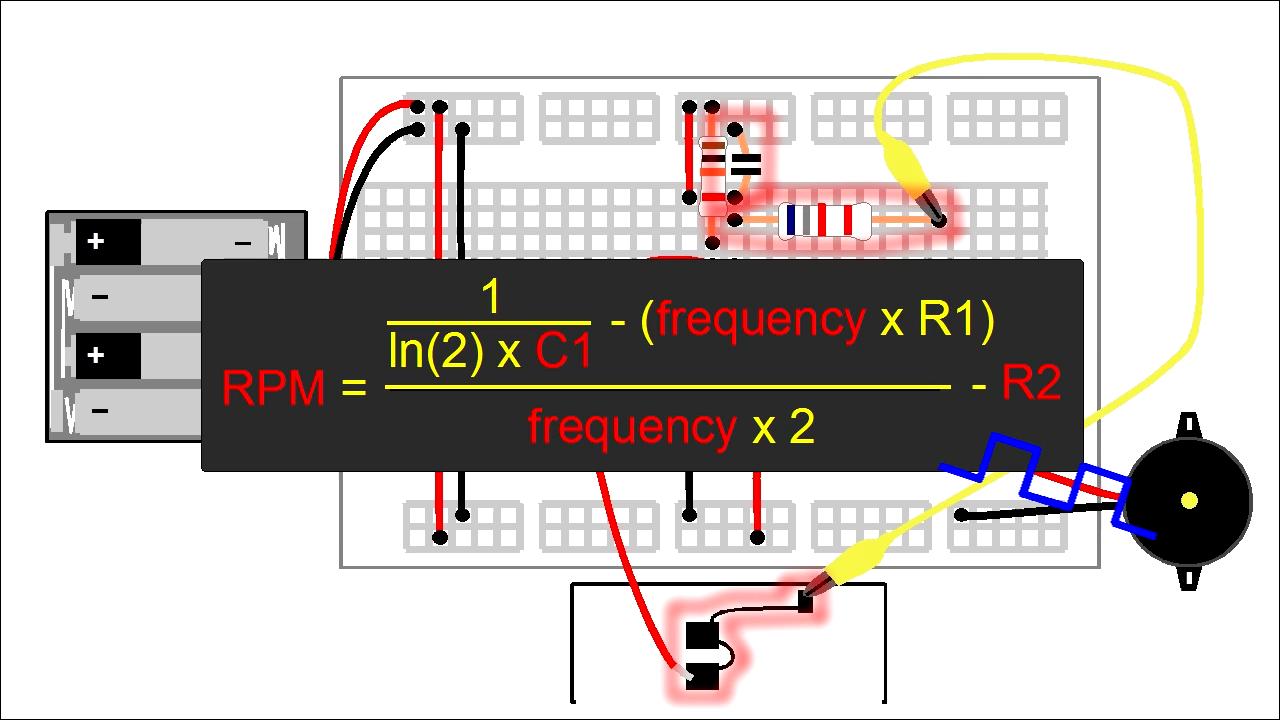 + -
-
+
-
1
ln(2) x C1
- (frequency x R1)
RPM =
- R2
frequency x 2